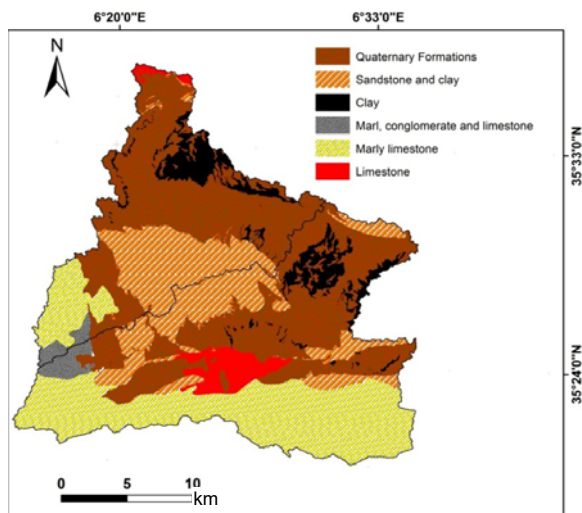 6°20'0"E 6°33'0"E
N
Quaternary Formations
Sandstone and clay
Clay
Marl, conglomerate and limestone
Marly limestone
Limestone
35°33'0"N
35°24'0"N
0 5 10
km